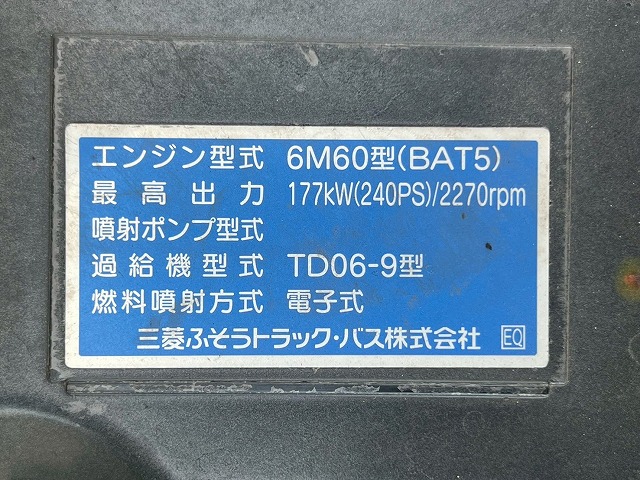 エンジン型式 6M60型(BAT5)
最高出力 177kW(240PS)/2270rpm
噴射ポンプ型式
過給機型式 TD06-9型
燃料噴射方式 電子式
三菱ふそうトラック・バス株式会社 EQ